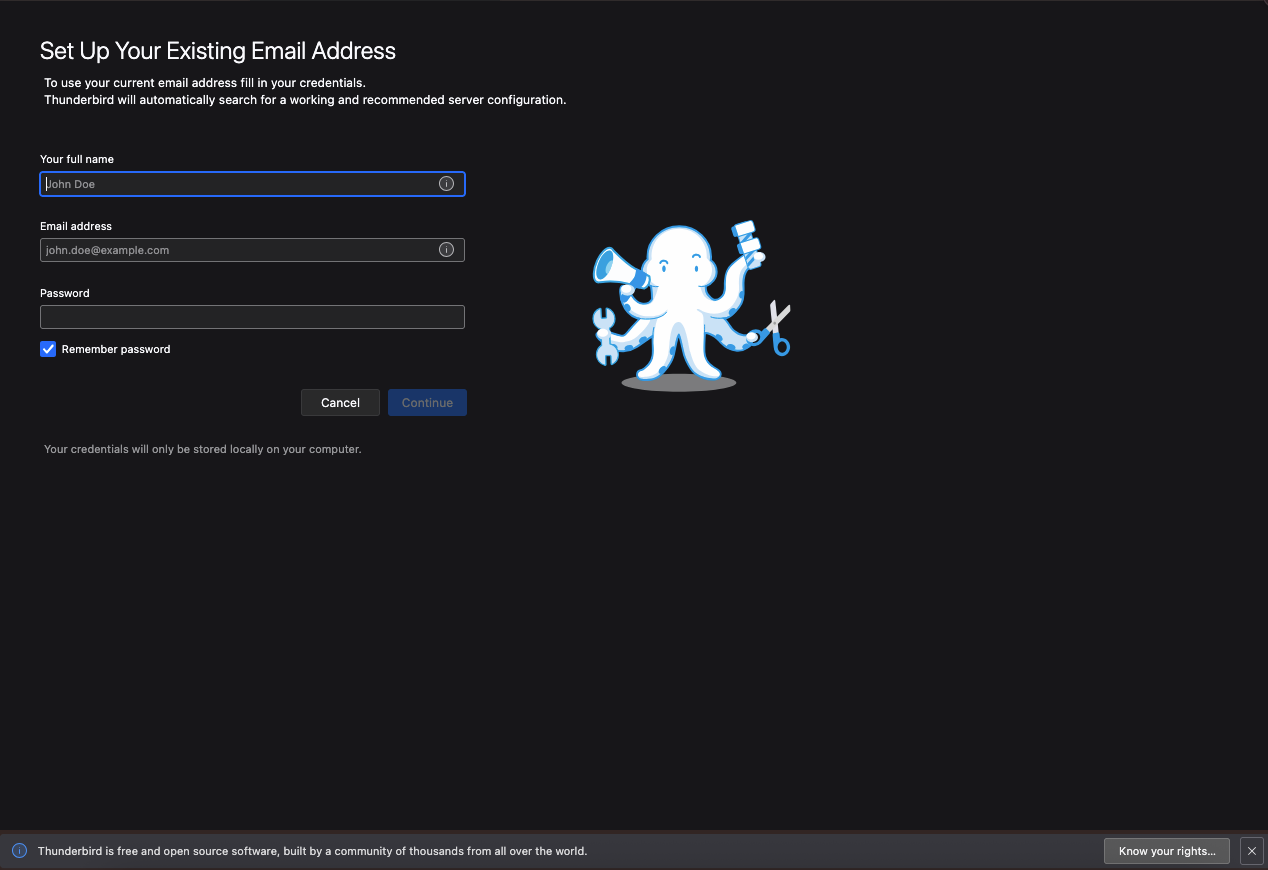 Set Up Your Existing Email Address
To use your current email address fill in your credentials.
Thunderbird will automatically search for a working and recommended server configuration.
Your full name
John Doe
Email address
john.doe@example.com
Password
Remember password
Cancel
Continue
Your credentials will only be stored locally on your computer.
Thunderbird is free and open source software, built by a community of thousands from all over the world.
Know your rights...